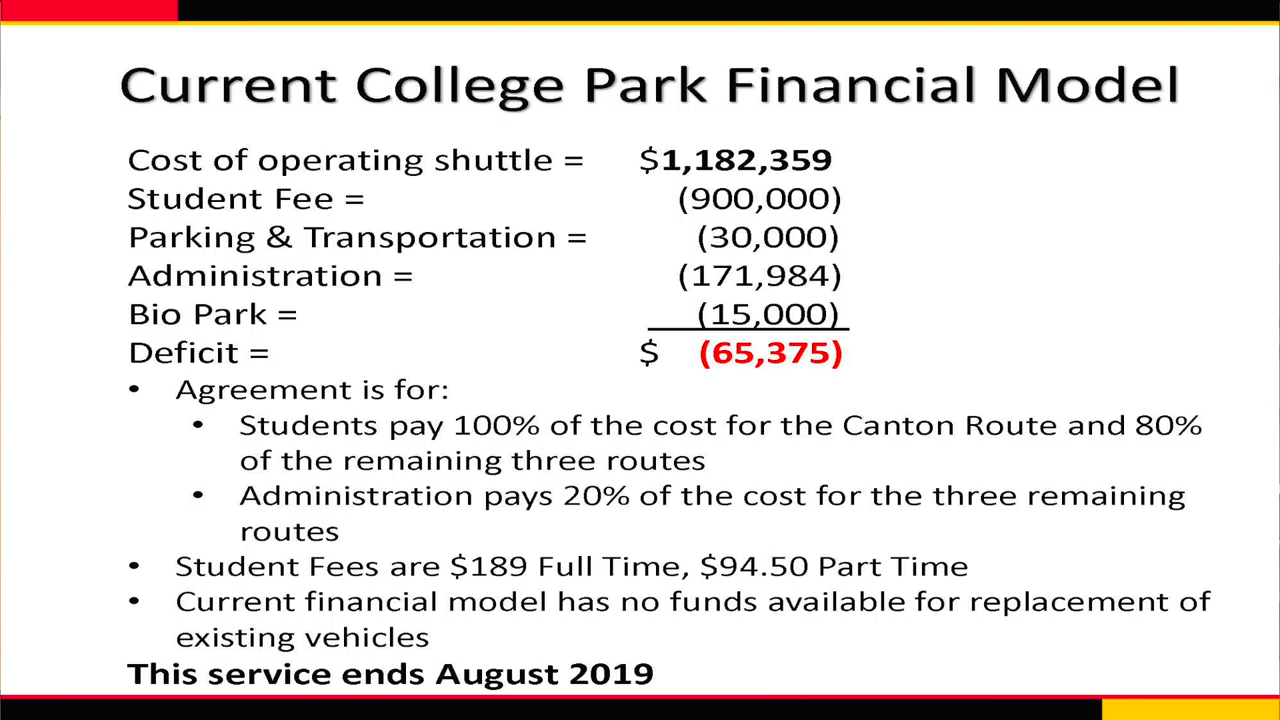 Current College Park Financial Model
Cost of operating shuttle = $1,182,359
Student Fee = (900,000)
Parking & Transportation = (30,000)
Administration = (171,984)
Bio Park = (15,000)
Deficit = $ (65,375)
• Agreement is for:
• Students pay 100% of the cost for the Canton Route and 80%
of the remaining three routes
• Administration pays 20% of the cost for the three remaining
routes
• Student Fees are $189 Full Time, $94.50 Part Time
• Current financial model has no funds available for replacement of
existing vehicles
This service ends August 2019